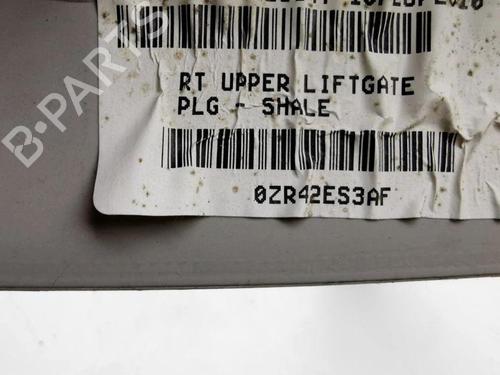 RT UPPER LIFTGATE
PLG - SHALE
0ZR42ES3AF
B-PARTS